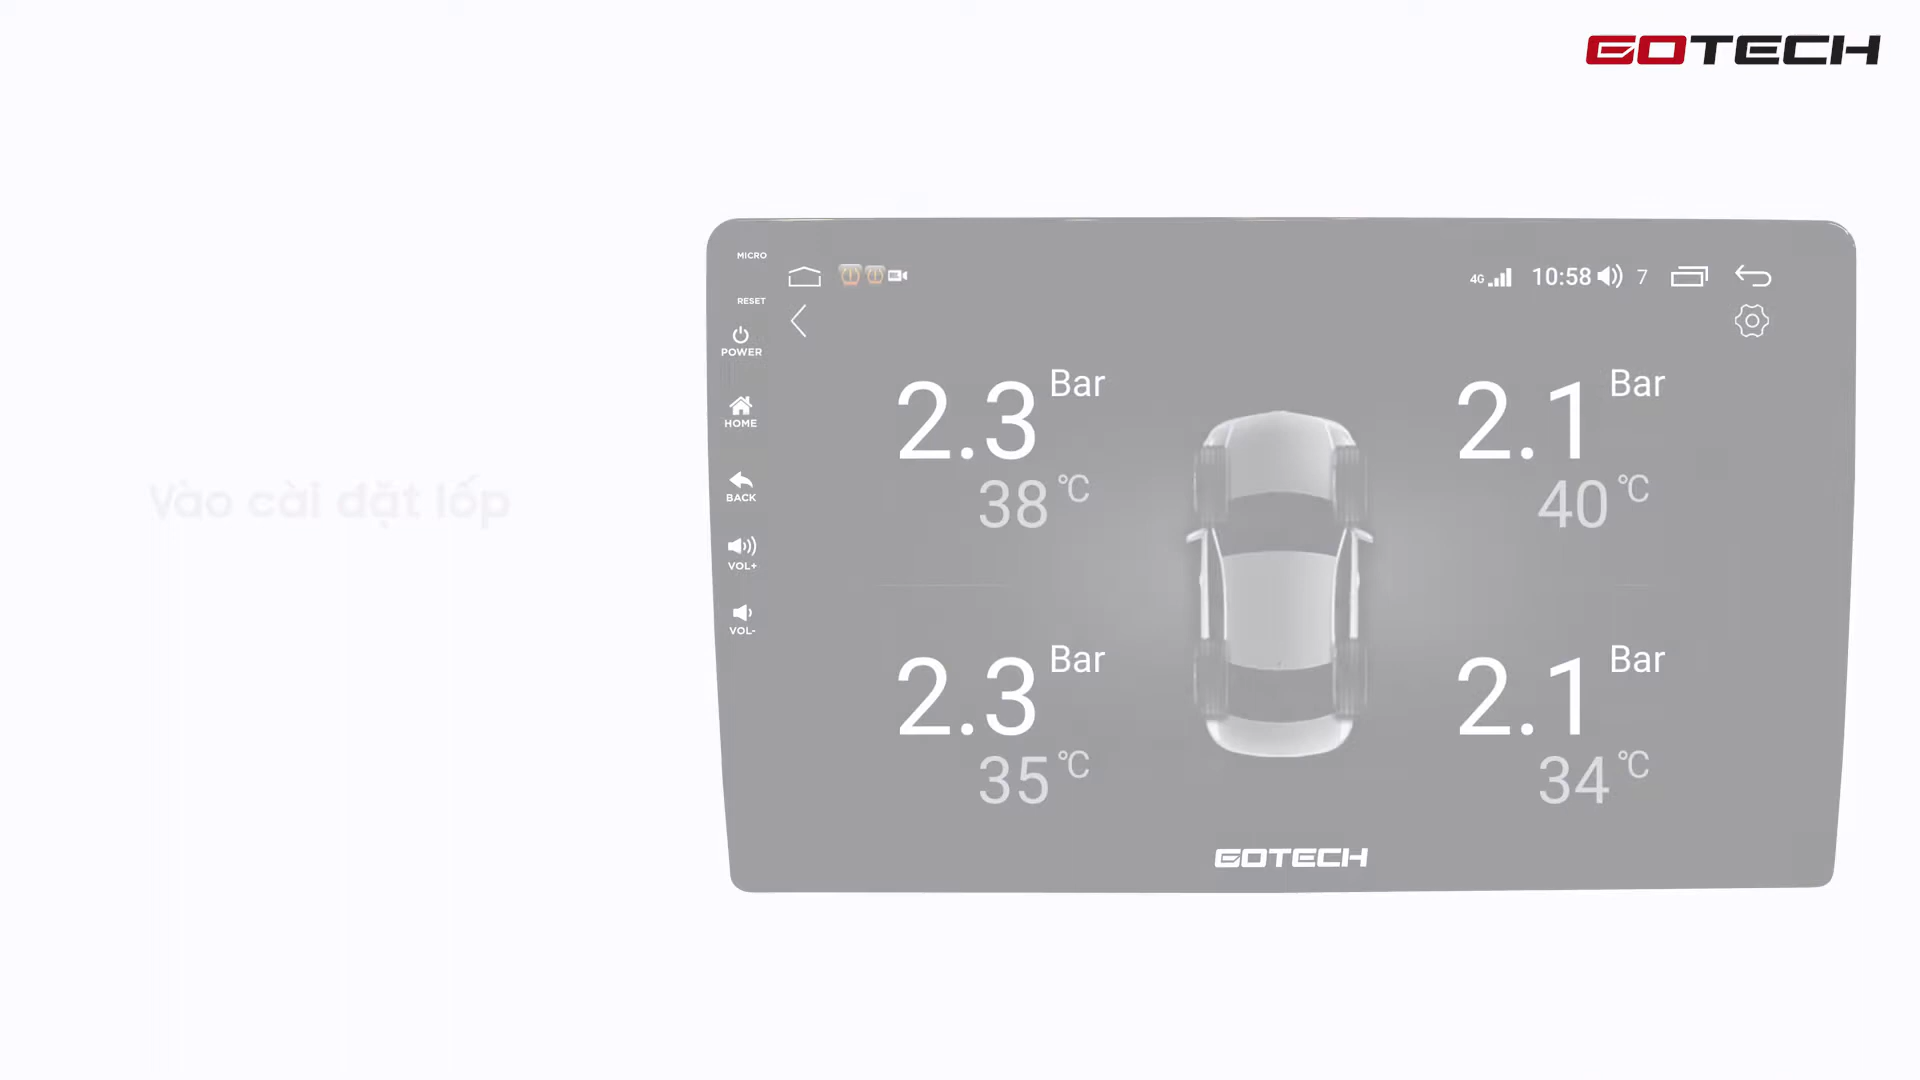 GOTECH
Vào cài đặt lốp
MICRO
RESET
POWER
HOME
BACK
VOL+
VOL-
4G 10:58 7
2.3 Bar
38 °C
2.1 Bar
40 °C
2.3 Bar
35 °C
2.1 Bar
34 °C
GOTECH